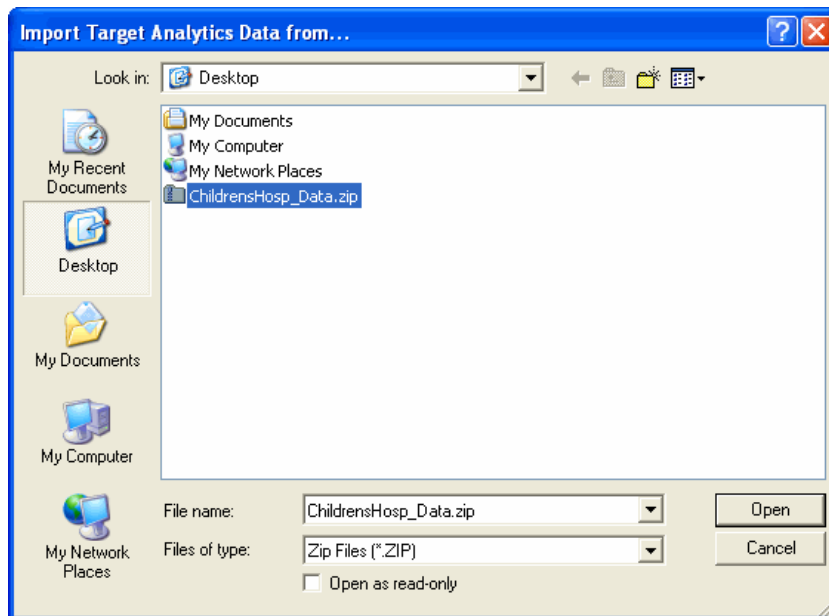 Import Target Analytics Data from...
Look in: Desktop
My Documents
My Computer
My Network Places
ChildrensHosp_Data.zip
My Recent
Documents
Desktop
My Documents
My Computer
My Network
Places
File name: ChildrensHosp_Data.zip Open
Files of type: Zip Files (*.ZIP) Cancel
Open as read-only